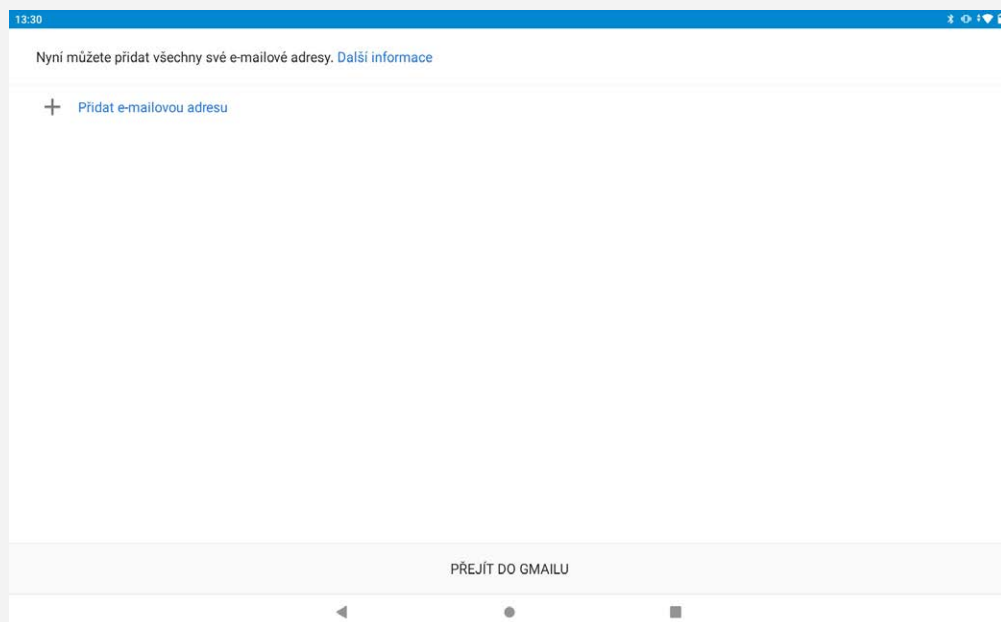 13:30
Nyní můžete přidat všechny své e-mailové adresy. Další informace
Přidat e-mailovou adresu
PŘEJÍT DO GMAILU